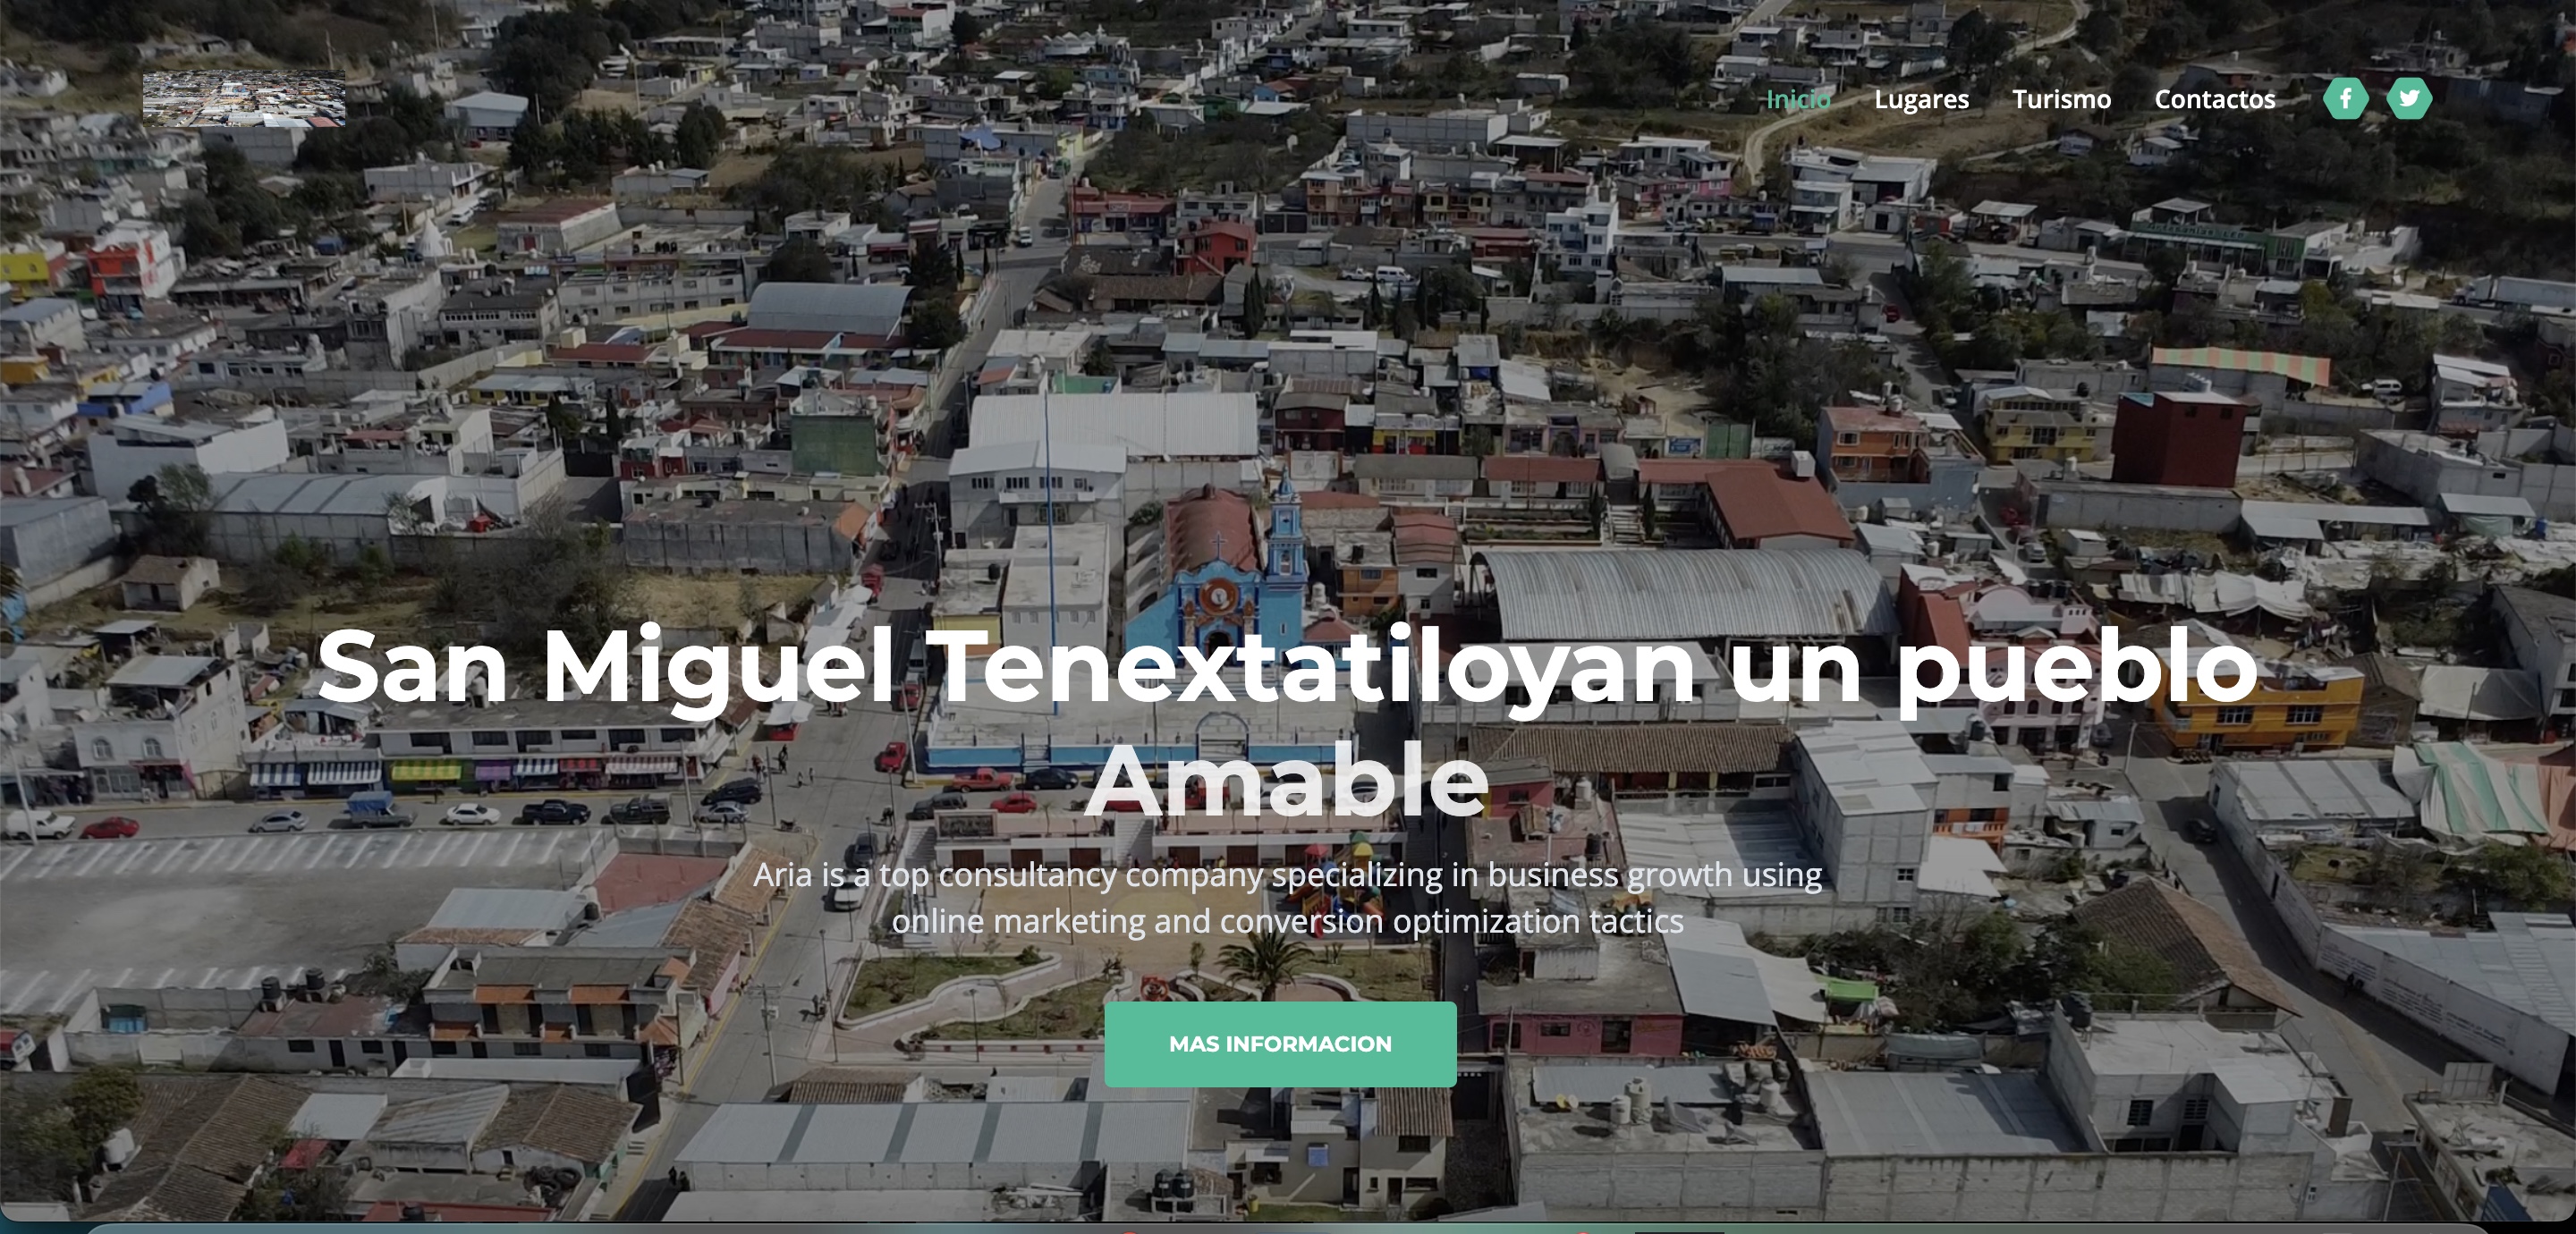 Inicio Lugares Turismo Contactos
San Miguel Tenextatiloyan un pueblo
Amable
Aria is a top consultancy company specializing in business growth using
online marketing and conversion optimization tactics
MAS INFORMACION